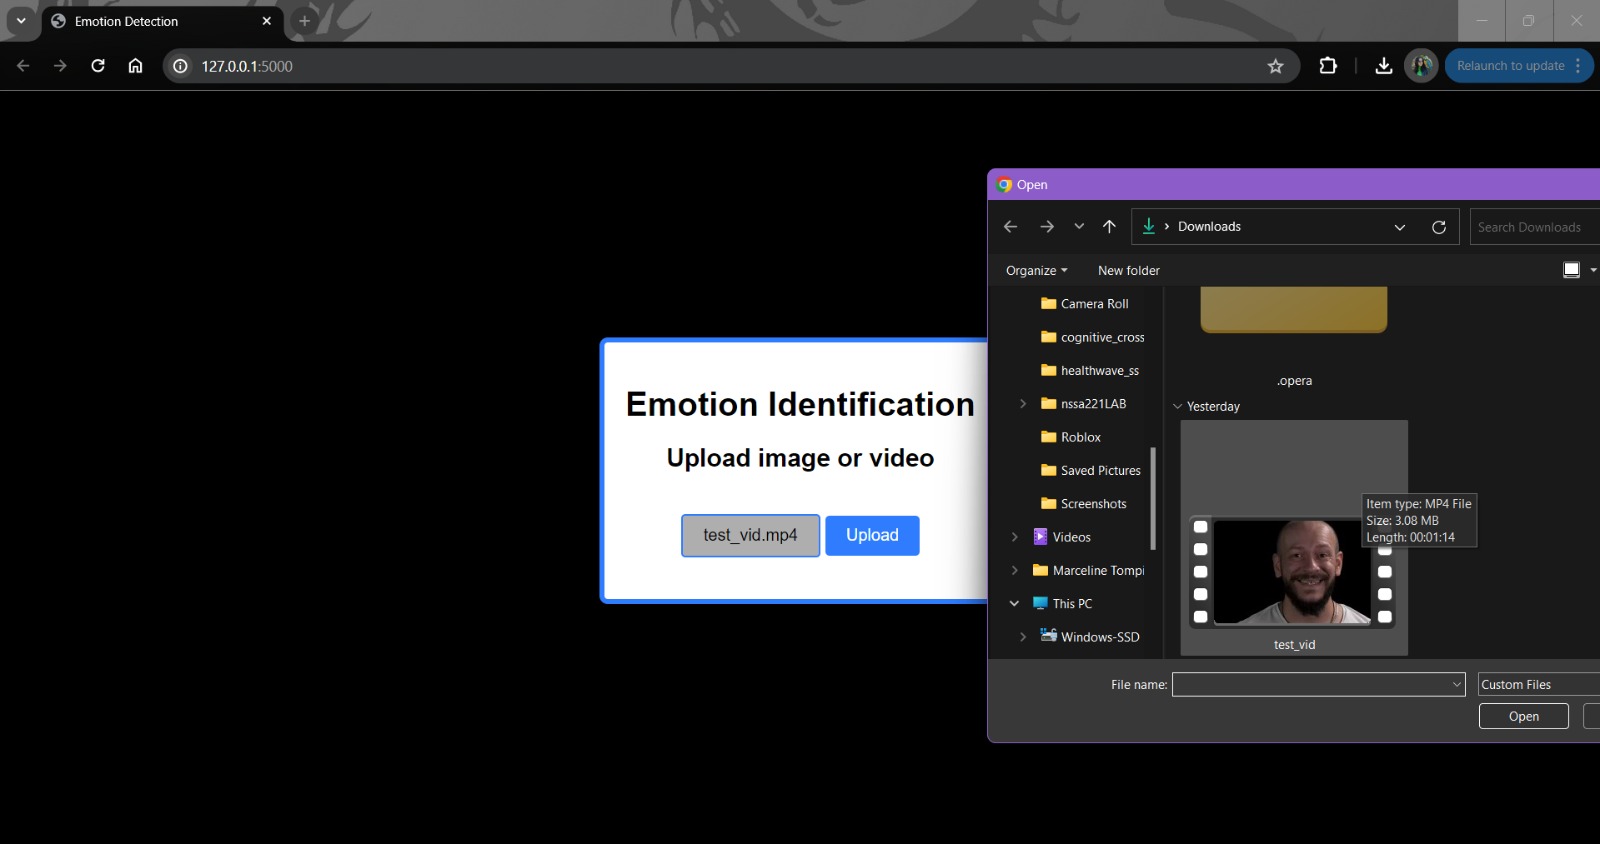 Emotion Detection
127.0.0.1:5000
Relaunch to update
Open
Downloads
Search Downloads
Organize
New folder
Camera Roll
cognitive_cross
healthwave_ss
nssa221LAB
Roblox
Saved Pictures
Screenshots
Videos
Marceline Tompi
This PC
Windows-SSD
.opera
Yesterday
Item type: MP4 File
Size: 3.08 MB
Length: 00:01:14
test_vid
Emotion Identification
Upload image or video
test_vid.mp4 Upload
File name:
Custom Files
Open